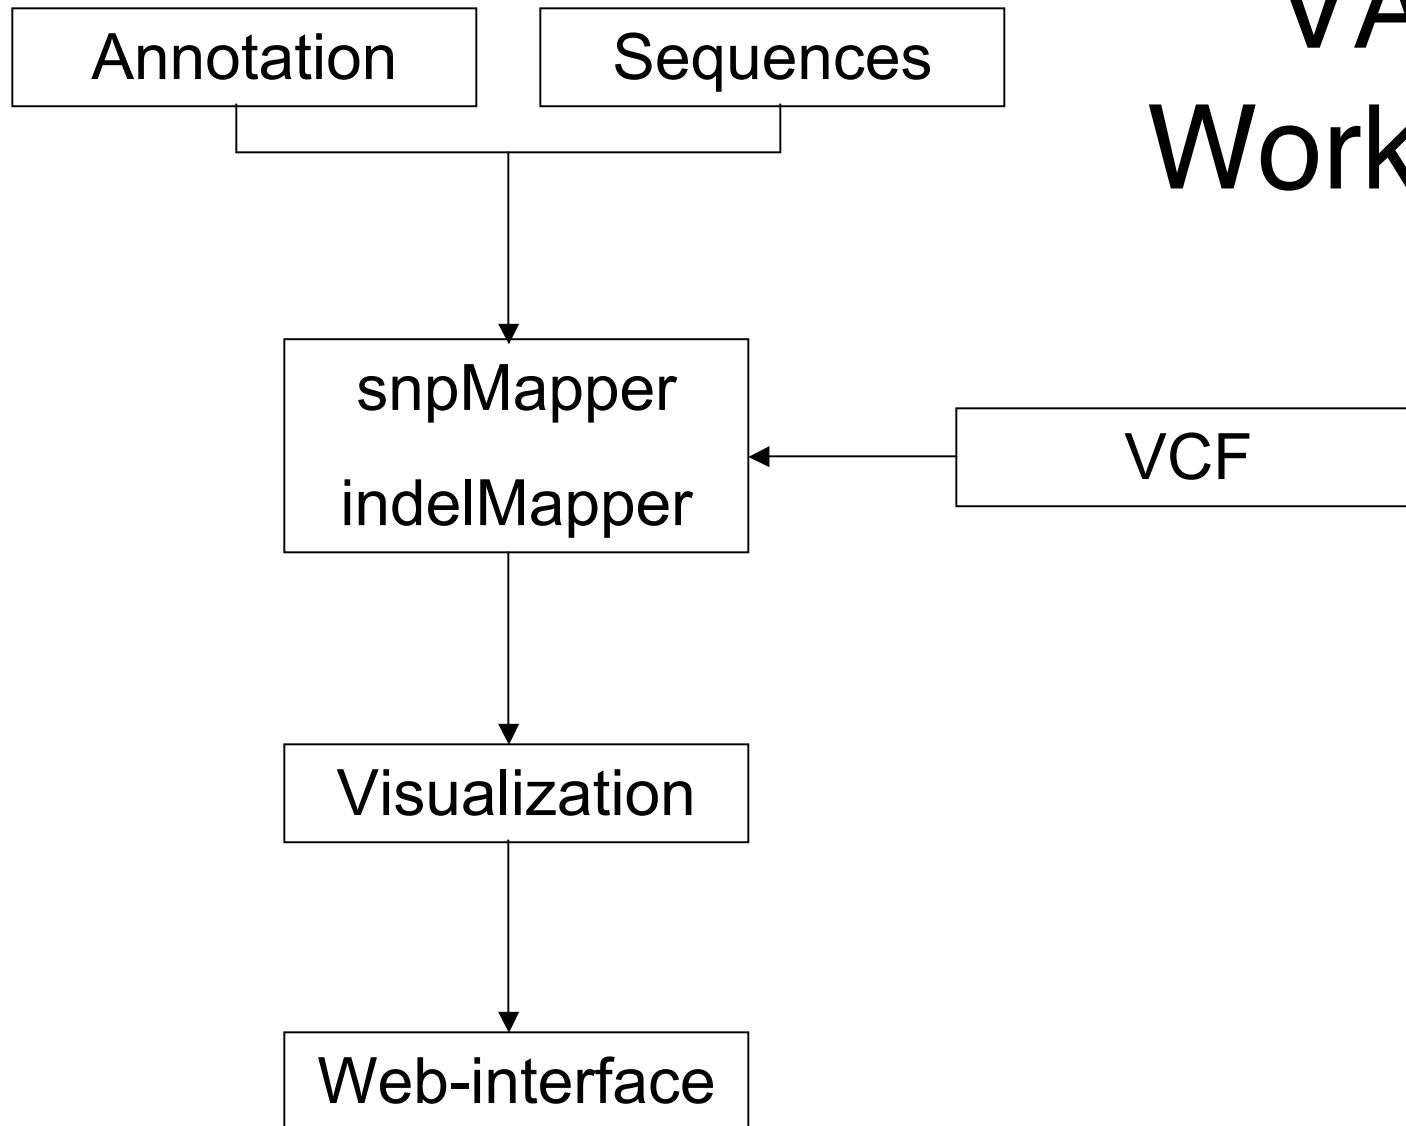 Annotation
Sequences
snpMapper
indelMapper
VCF
Visualization
Web-interface